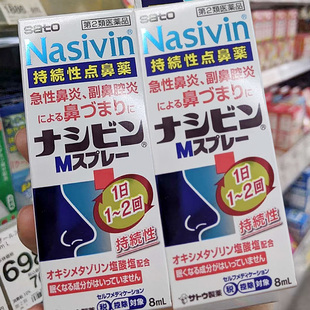 sato
第2類医薬品
Nasivin®
持続性点鼻薬
急性鼻炎、副鼻腔炎
による鼻づまりに
ナシビン®
Mスプレー
1日
1~2回
持続性
オキシメタゾリン塩酸塩配合
眠くなる成分がはいっていません
セルフメディケーション
税 控除 対象
8mL
sato
第2類医薬品
Nasivin®
持続性点鼻薬
急性鼻炎、副鼻腔炎
による鼻づまりに
ナシビン®
Mスプレー
1日
1~2回
持続性
オキシメタゾリン塩酸塩配合
眠くなる成分がはいっていません
セルフメディケーション
サトウ製薬
税 控除 対象
8mL
698